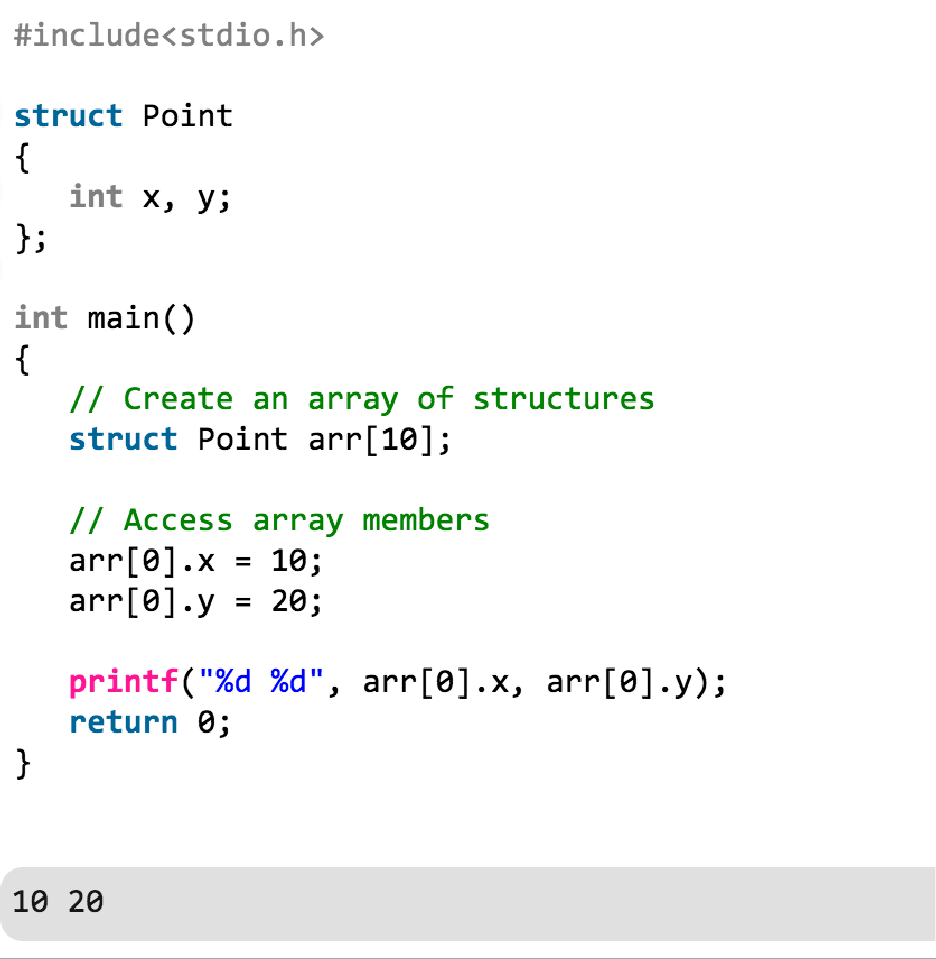 #include<stdio.h>

struct Point
{
   int x, y;
};

int main()
{
   // Create an array of structures
   struct Point arr[10];

   // Access array members
   arr[0].x = 10;
   arr[0].y = 20;

   printf("%d %d", arr[0].x, arr[0].y);
   return 0;
}

10 20